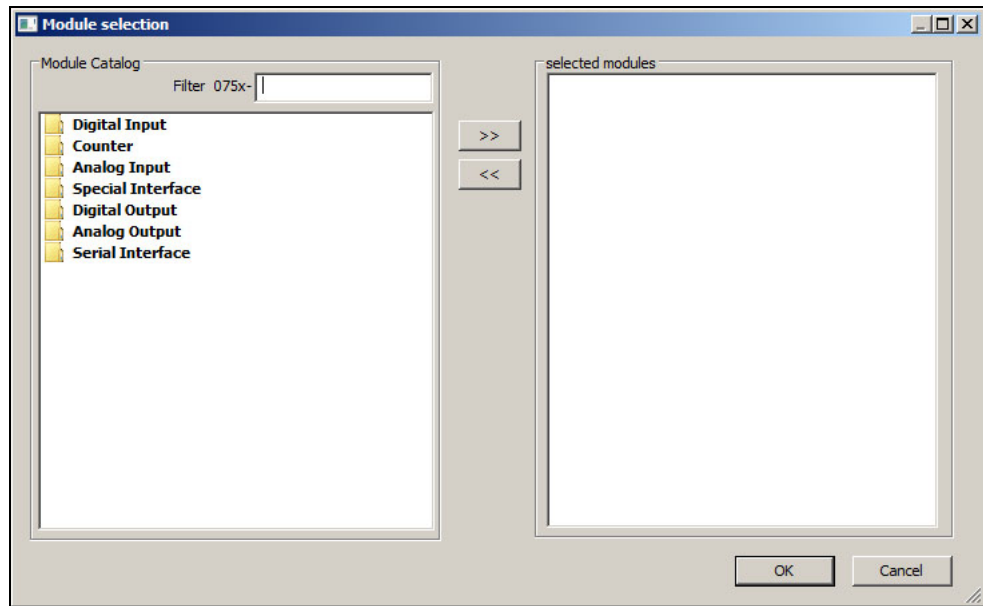 Module selection
Module Catalog
Filter 075x-
Digital Input
Counter
Analog Input
Special Interface
Digital Output
Analog Output
Serial Interface
>>
<<
selected modules
OK
Cancel